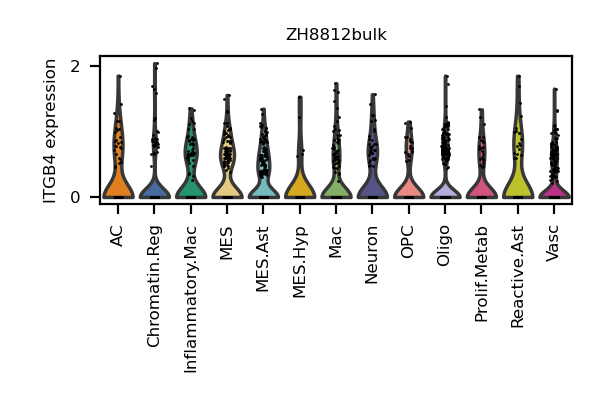 ZH8812bulk
ITGB4 expression
2
0
AC
Chromatin.Reg
Inflammatory.Mac
MES
MES.Ast
MES.Hyp
Mac
Neuron
OPC
Oligo
Prolif.Metab
Reactive.Ast
Vasc